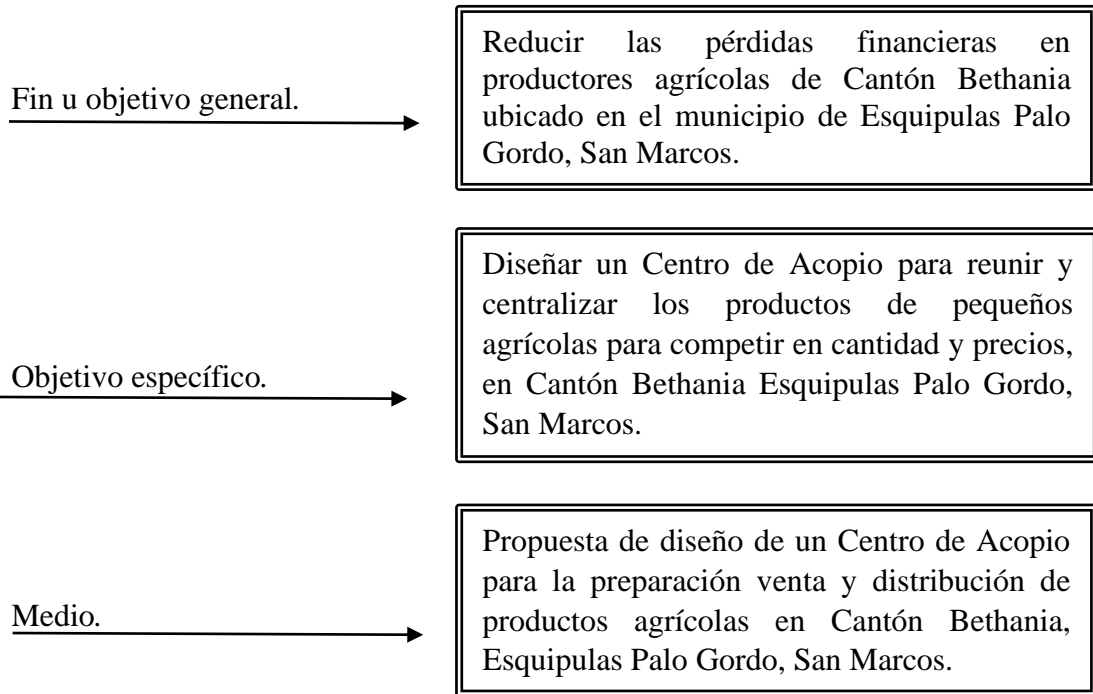 Fin u objetivo general.
Reducir las pérdidas financieras en
productores agrícolas de Cantón Bethania
ubicado en el municipio de Esquipulas Palo
Gordo, San Marcos.
Objetivo específico.
Diseñar un Centro de Acopio para reunir y
centralizar los productos de pequeños
agrícolas para competir en cantidad y precios,
en Cantón Bethania Esquipulas Palo Gordo,
San Marcos.
Medio.
Propuesta de diseño de un Centro de Acopio
para la preparación venta y distribución de
productos agrícolas en Cantón Bethania,
Esquipulas Palo Gordo, San Marcos.